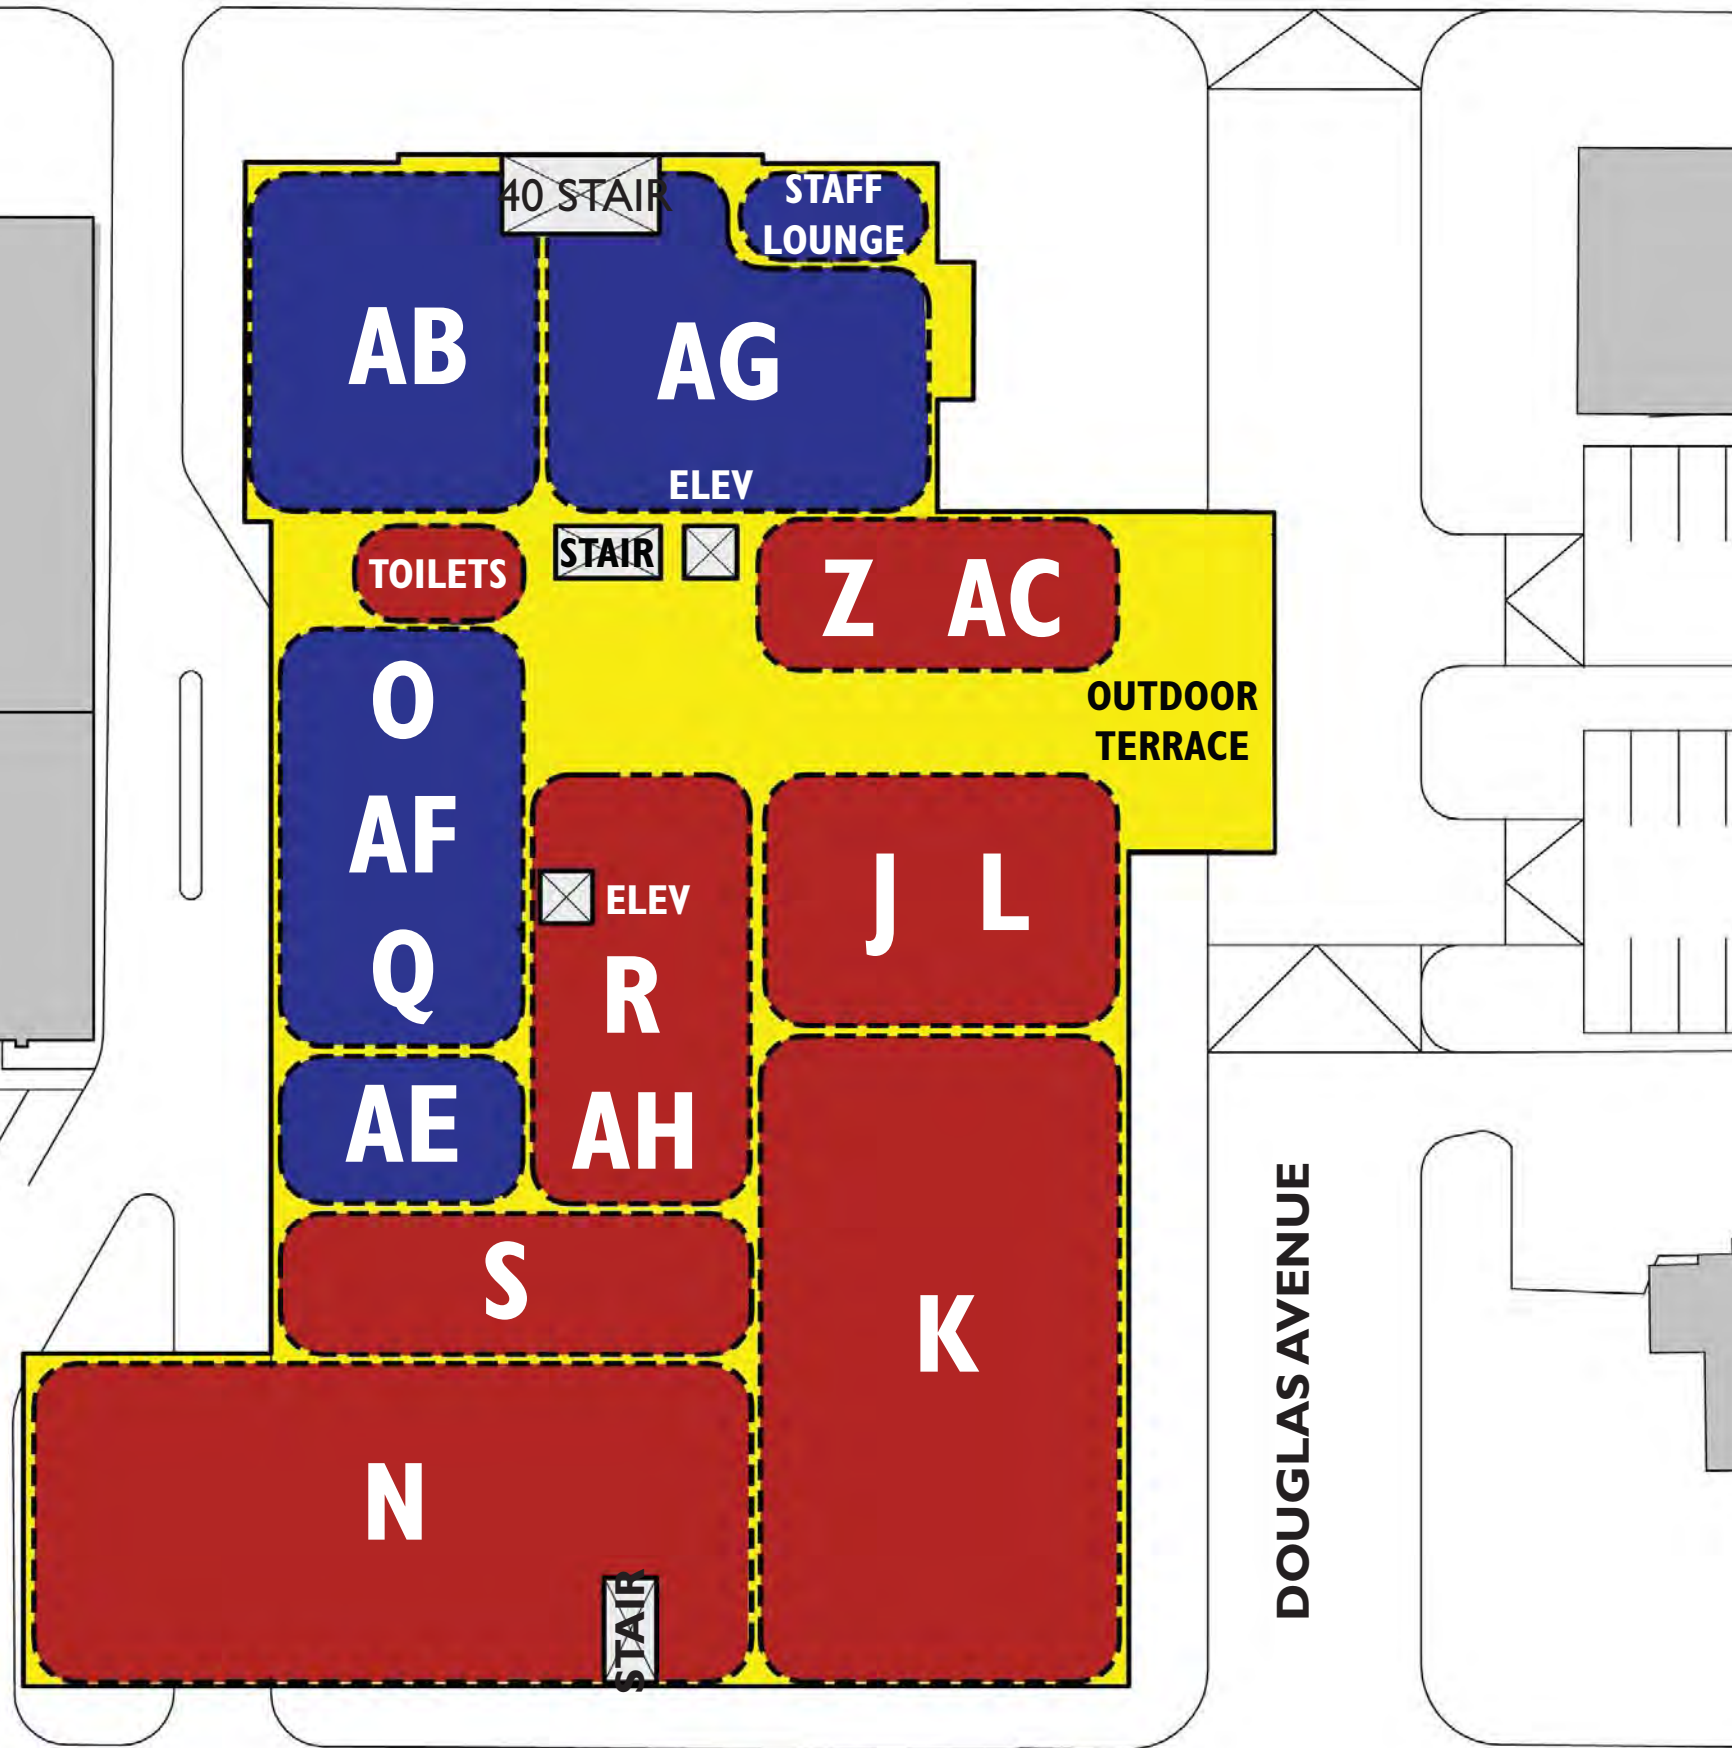 40 STAIR
STAFF
LOUNGE
AB
AG
ELEV
TOILETS
STAIR
Z AC
O
OUTDOOR
TERRACE
AF
J L
ELEV
Q
R
AE
AH
S
K
N
STAIR
DOUGLAS AVENUE